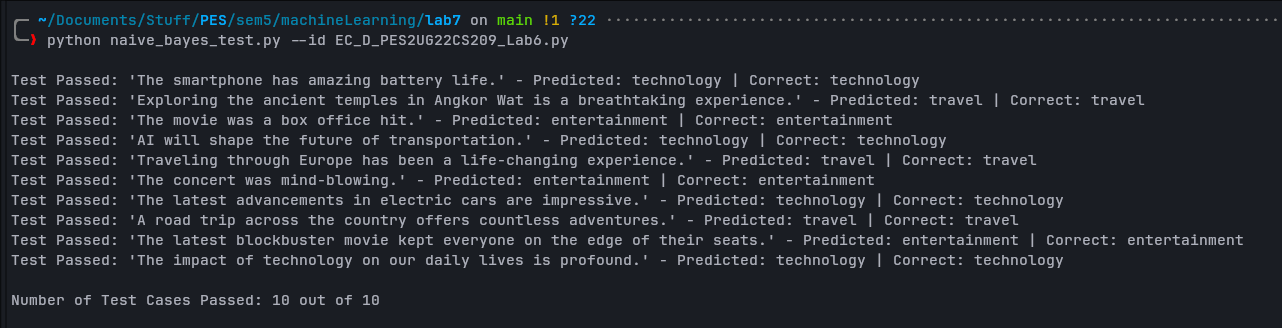 ~/Documents/Stuff/PES/sem5/machineLearning/lab7 on main !1 ?22
❯ python naive_bayes_test.py --id EC_D_PES2UG22CS209_Lab6.py
Test Passed: 'The smartphone has amazing battery life.' - Predicted: technology | Correct: technology
Test Passed: 'Exploring the ancient temples in Angkor Wat is a breathtaking experience.' - Predicted: travel | Correct: travel
Test Passed: 'The movie was a box office hit.' - Predicted: entertainment | Correct: entertainment
Test Passed: 'AI will shape the future of transportation.' - Predicted: technology | Correct: technology
Test Passed: 'Traveling through Europe has been a life-changing experience.' - Predicted: travel | Correct: travel
Test Passed: 'The concert was mind-blowing.' - Predicted: entertainment | Correct: entertainment
Test Passed: 'The latest advancements in electric cars are impressive.' - Predicted: technology | Correct: technology
Test Passed: 'A road trip across the country offers countless adventures.' - Predicted: travel | Correct: travel
Test Passed: 'The latest blockbuster movie kept everyone on the edge of their seats.' - Predicted: entertainment | Correct: entertainment
Test Passed: 'The impact of technology on our daily lives is profound.' - Predicted: technology | Correct: technology
Number of Test Cases Passed: 10 out of 10